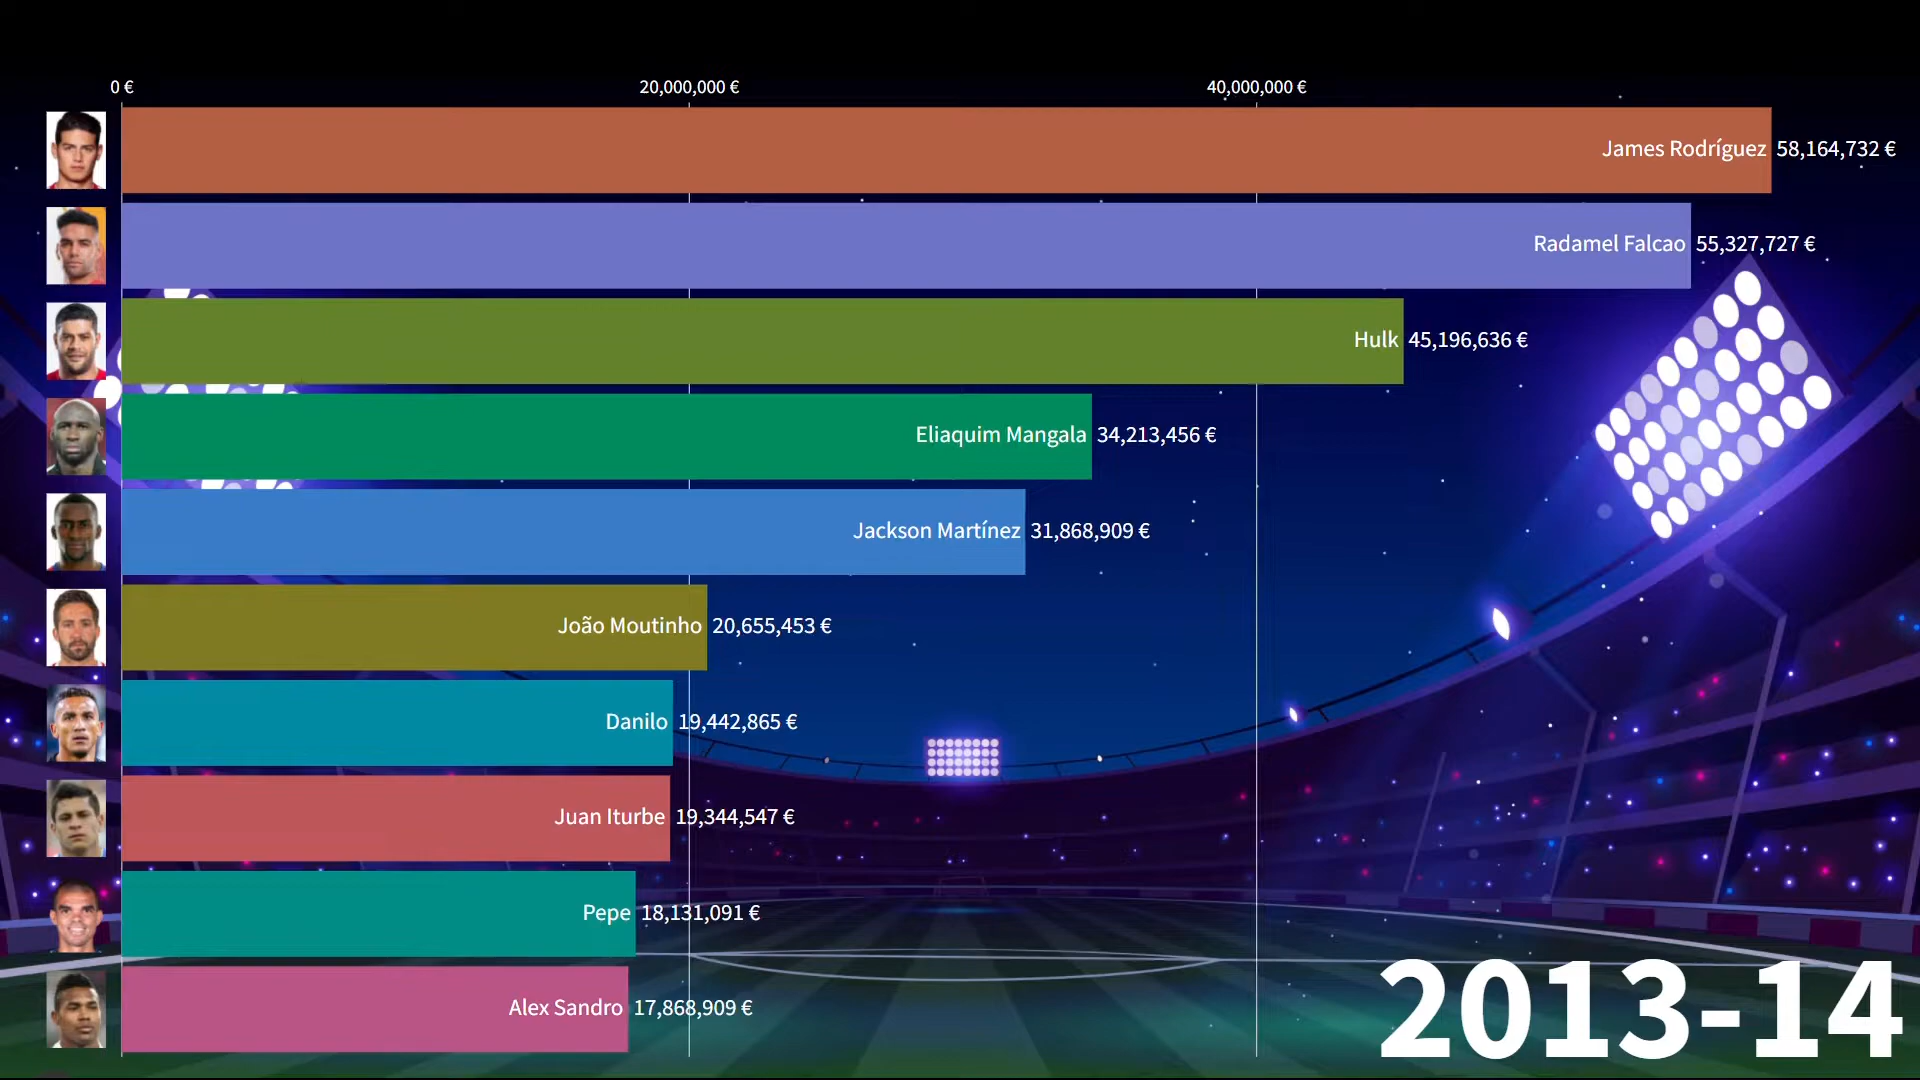 0 €
20,000,000 €
40,000,000 €
James Rodríguez 58,164,732 €
Radamel Falcao 55,327,727 €
Hulk 45,196,636 €
Eliaquim Mangala 34,213,456 €
Jackson Martínez 31,868,909 €
João Moutinho 20,655,453 €
Danilo 19,442,865 €
Juan Iturbe 19,344,547 €
Pepe 18,131,091 €
Alex Sandro 17,868,909 €
2013-14